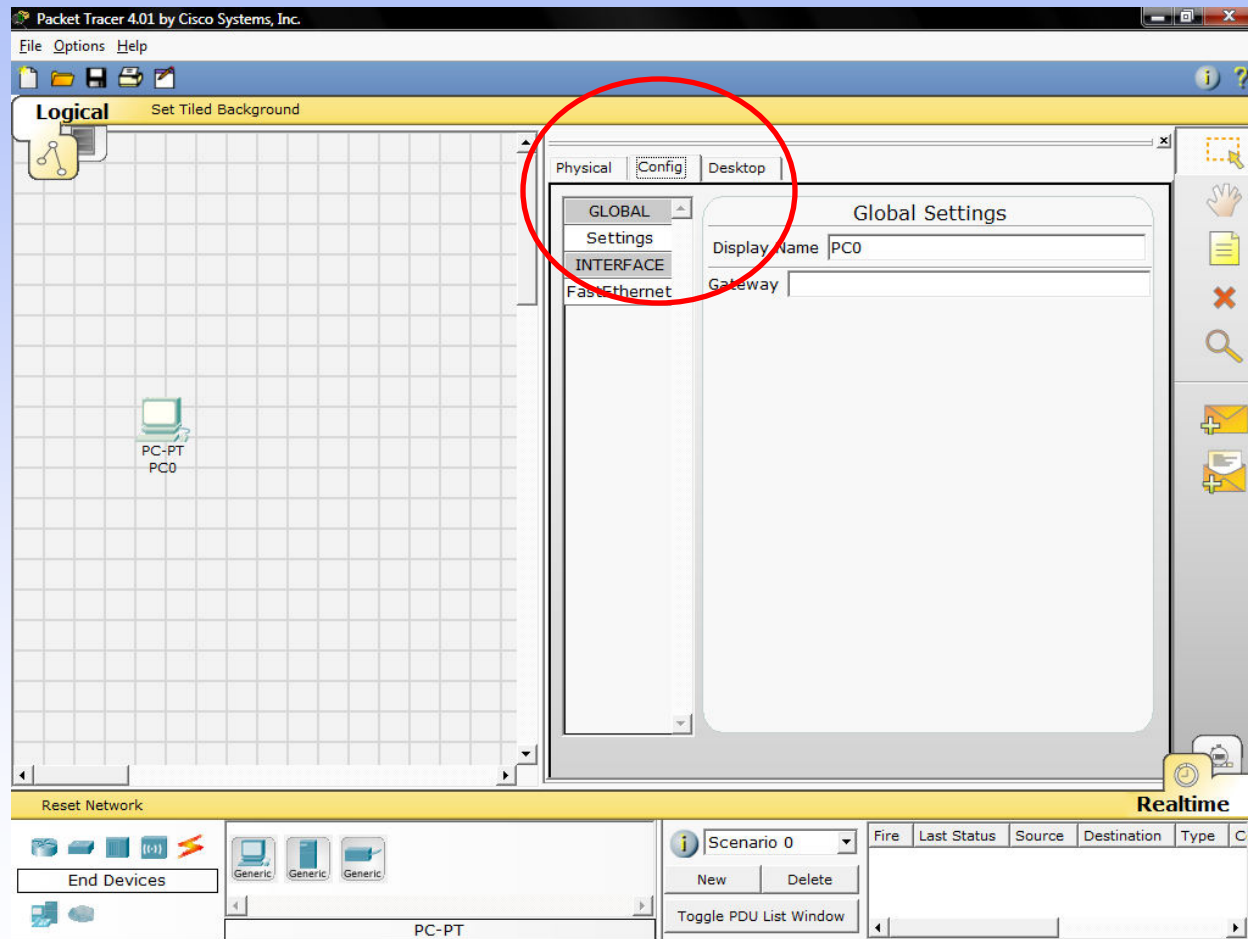 Packet Tracer 4.01 by Cisco Systems, Inc.
File Options Help
Logical Set Tiled Background
Physical Config Desktop
GLOBAL
Settings
INTERFACE
FastEthernet
Global Settings
Display Name PC0
Gateway
PC-PT
PC0
Reset Network
Realtime
End Devices
Generic Generic Generic
PC-PT
Scenario 0
New Delete
Toggle PDU List Window
Fire Last Status Source Destination Type